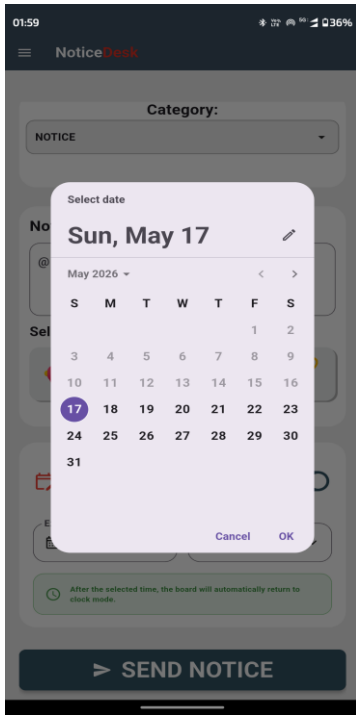 01:59
36%
NoticeDesk
Category:
NOTICE
No
@
Sel
Select date
Sun, May 17
May 2026
S M T W T F S
1 2
3 4 5 6 7 8 9
10 11 12 13 14 15 16
17 18 19 20 21 22 23
24 25 26 27 28 29 30
31
Cancel OK
E
After the selected time, the board will automatically return to
clock mode.
SEND NOTICE